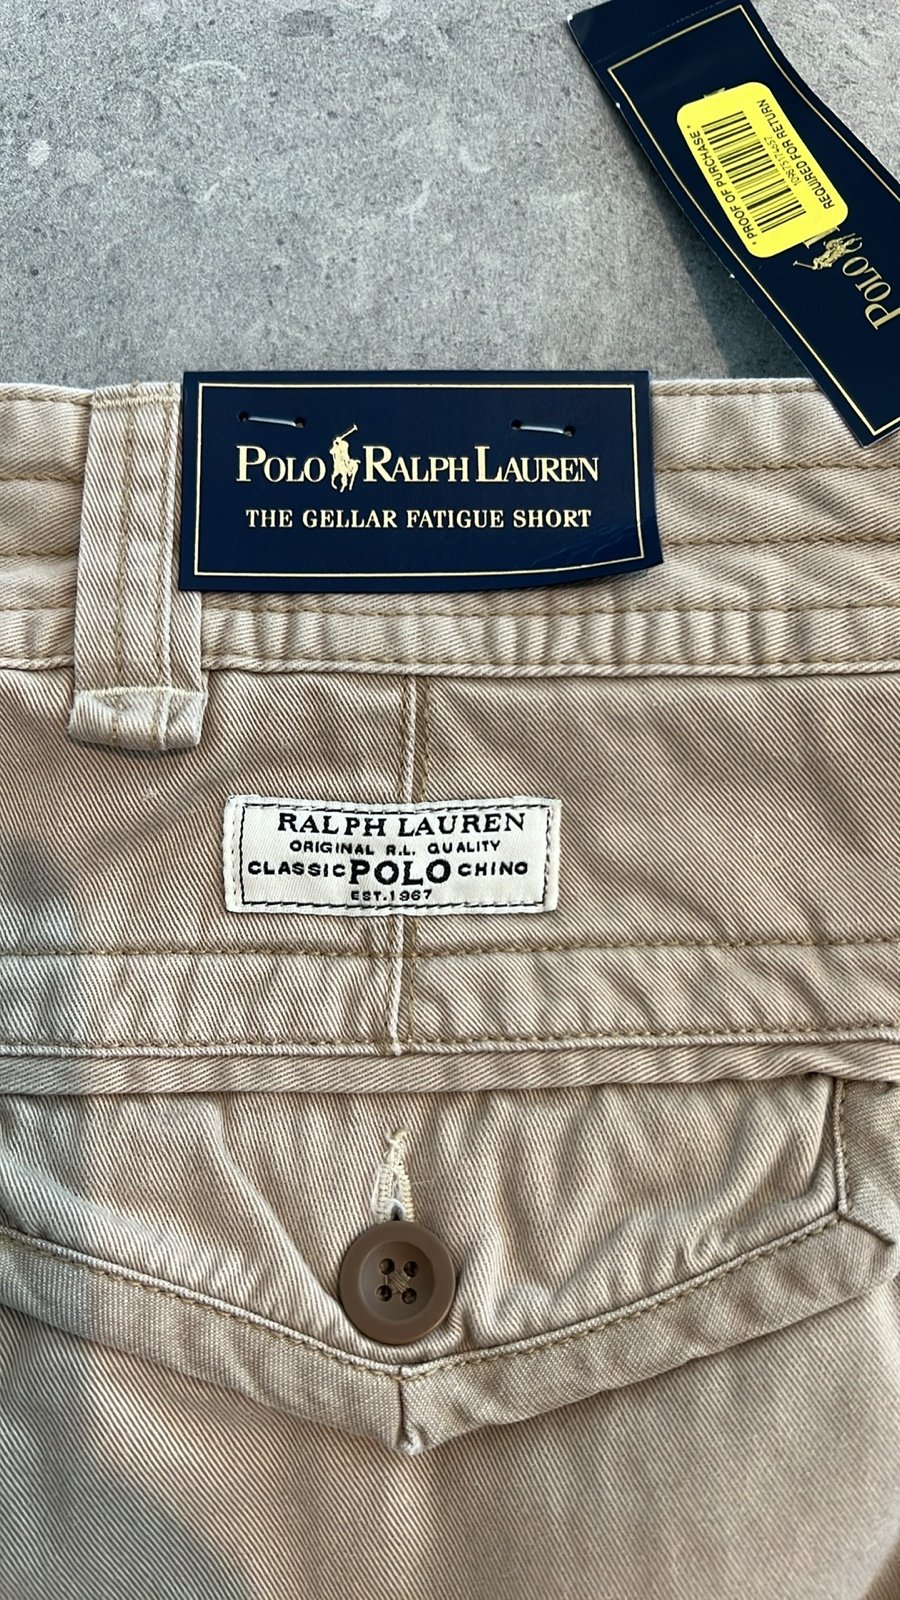 * PROOF OF PURCHASE *
REQUIRED FOR RETURN
POLO
POLO RALPH LAUREN
THE GELLAR FATIGUE SHORT
RALPH LAUREN
ORIGINAL R.L. QUALITY
CLASSIC POLO CHINO
EST. 1967